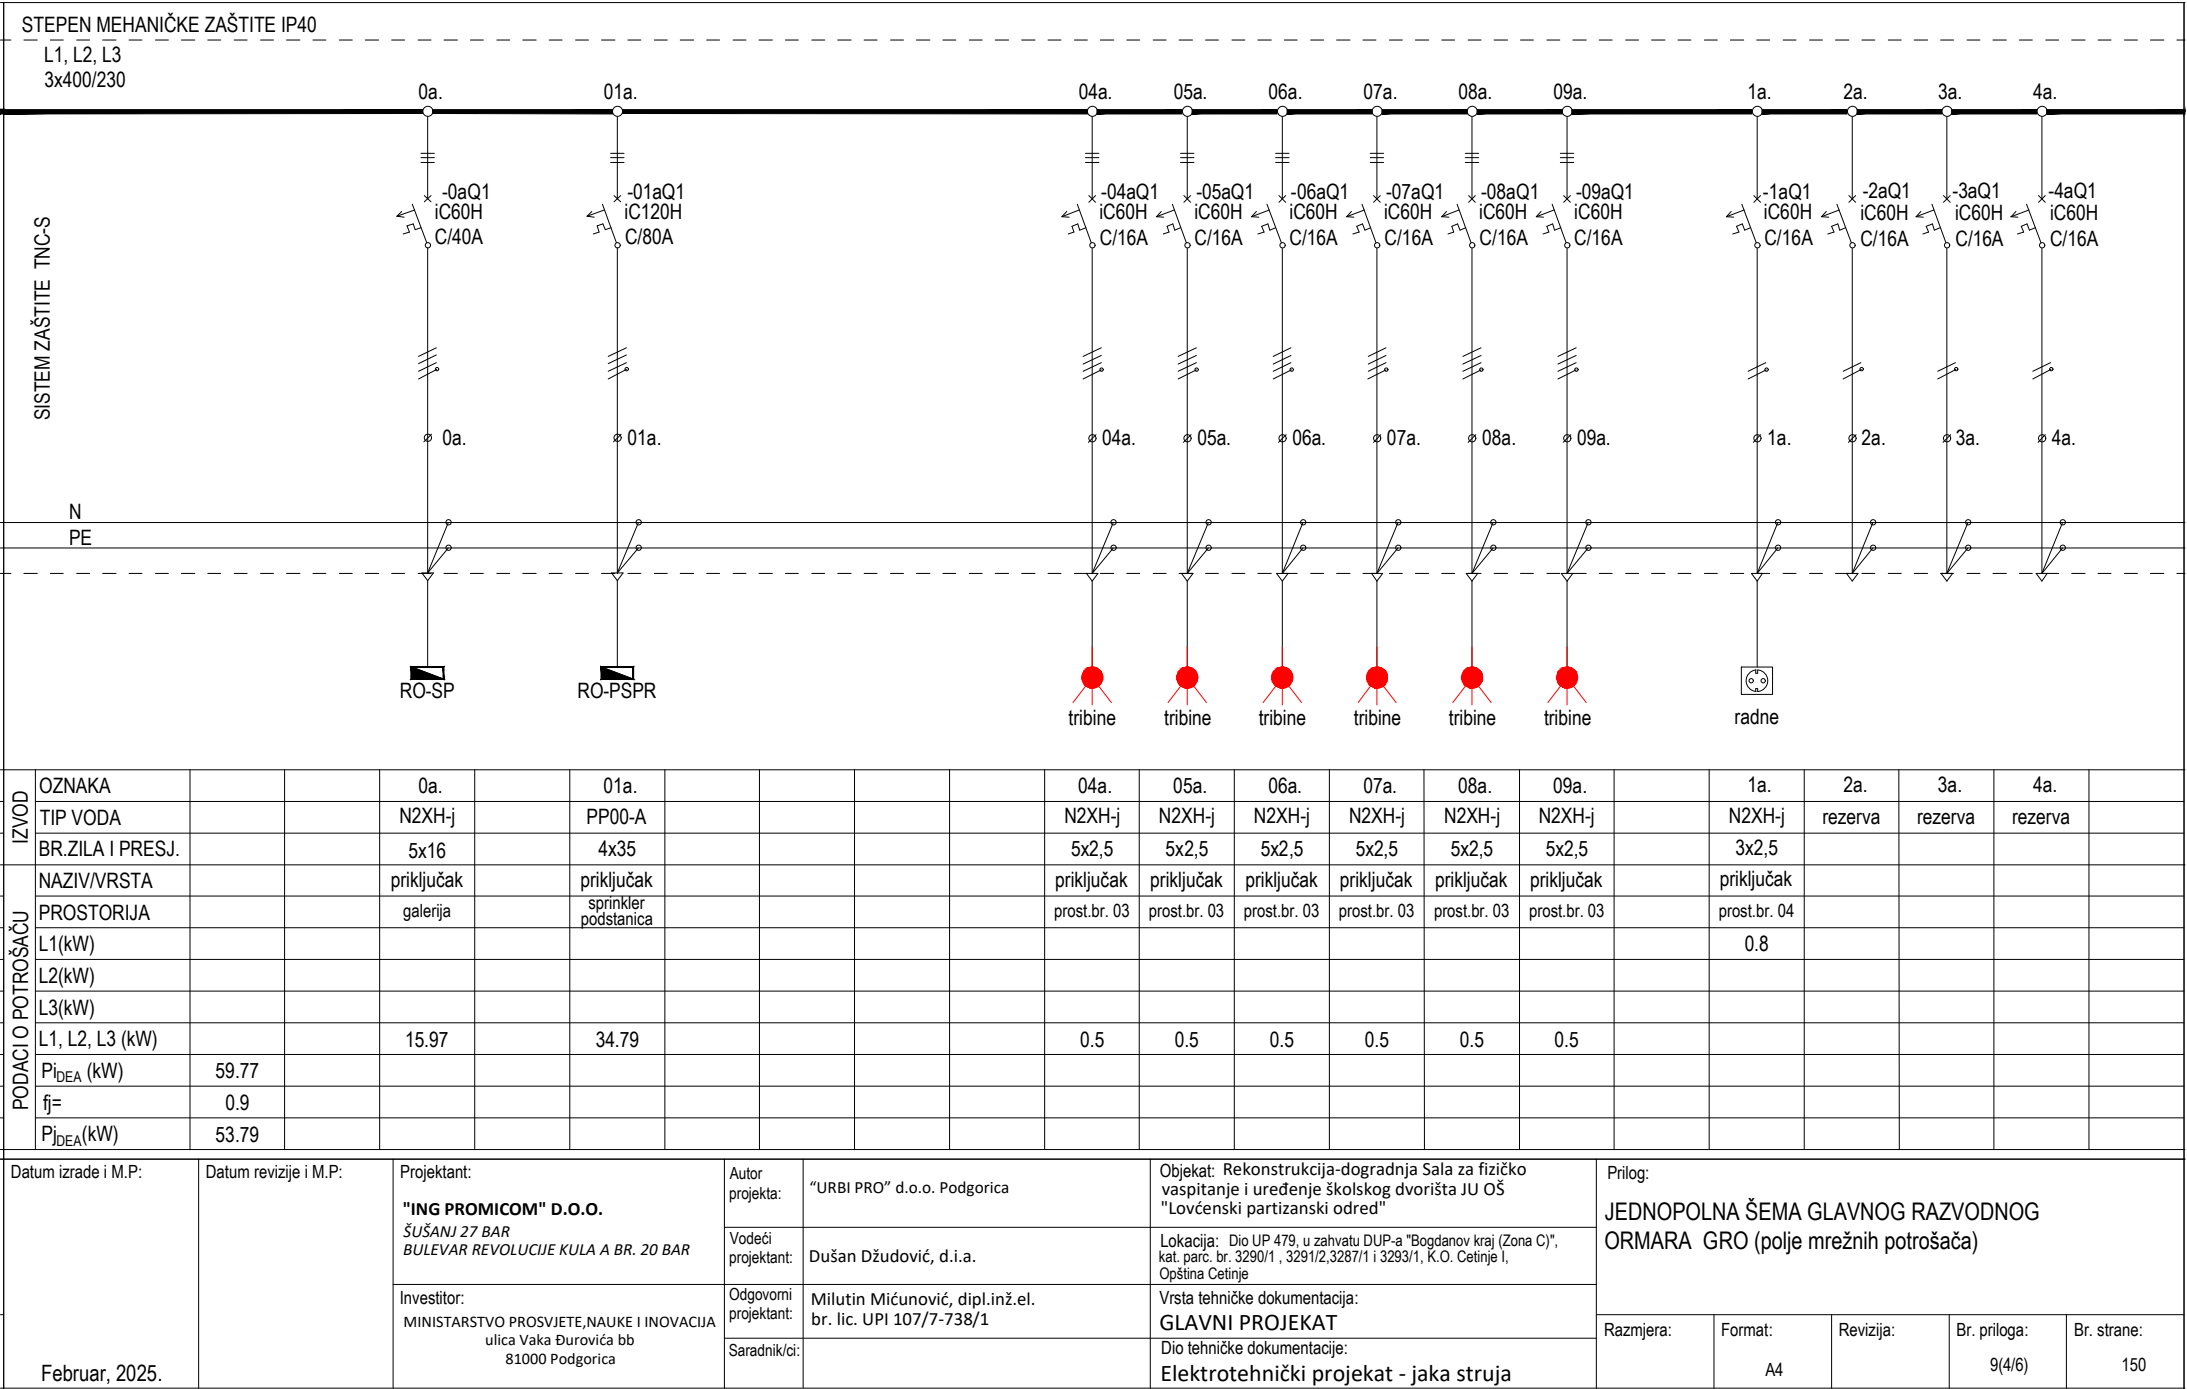 STEPEN MEHANIČKE ZAŠTITE IP40
L1, L2, L3
3x400/230
0a. 01a. 04a. 05a. 06a. 07a. 08a. 09a. 1a. 2a. 3a. 4a.
SISTEM ZAŠTITE TNC-S
-0aQ1 -01aQ1 -04aQ1 -05aQ1 -06aQ1 -07aQ1 -08aQ1 -09aQ1 -1aQ1 -2aQ1 -3aQ1 -4aQ1
iC60H iC120H iC60H iC60H iC60H iC60H iC60H iC60H iC60H iC60H iC60H iC60H
C/40A C/80A C/16A C/16A C/16A C/16A C/16A C/16A C/16A C/16A C/16A C/16A
0a. 01a. 04a. 05a. 06a. 07a. 08a. 09a. 1a. 2a. 3a. 4a.
N
PE
RO-SP RO-PSPR
tribine tribine tribine tribine tribine tribine radne
IZVOD
OZNAKA 0a. 01a. 04a. 05a. 06a. 07a. 08a. 09a. 1a. 2a. 3a. 4a.
TIP VODA N2XH-j PP00-A N2XH-j N2XH-j N2XH-j N2XH-j N2XH-j N2XH-j N2XH-j rezerva rezerva rezerva
BR.ZILA I PRESJ. 5x16 4x35 5x2,5 5x2,5 5x2,5 5x2,5 5x2,5 5x2,5 3x2,5
PODACI O POTROŠAČU
NAZIV/VRSTA priključak priključak priključak priključak priključak priključak priključak priključak priključak
PROSTORIJA galerija sprinkler podstanica prost.br. 03 prost.br. 03 prost.br. 03 prost.br. 03 prost.br. 03 prost.br. 03 prost.br. 04
L1(kW) 0.8
L2(kW)
L3(kW)
L1, L2, L3 (kW) 15.97 34.79 0.5 0.5 0.5 0.5 0.5 0.5
PiDEA (kW) 59.77
fj= 0.9
PjDEA(kW) 53.79
Datum izrade i M.P:
Februar, 2025.
Datum revizije i M.P:
Projektant:
"ING PROMICOM" D.O.O.
ŠUŠANJ 27 BAR
BULEVAR REVOLUCIJE KULA A BR. 20 BAR
Investitor:
MINISTARSTVO PROSVJETE,NAUKE I INOVACIJA
ulica Vaka Đurovića bb
81000 Podgorica
Autor
projekta:
“URBI PRO” d.o.o. Podgorica
Vodeći
projektant:
Dušan Džudović, d.i.a.
Odgovorni
projektant:
Milutin Mićunović, dipl.inž.el.
br. lic. UPI 107/7-738/1
Saradnik/ci:
Objekat: Rekonstrukcija-dogradnja Sala za fizičko
vaspitanje i uređenje školskog dvorišta JU OŠ
"Lovćenski partizanski odred"
Lokacija: Dio UP 479, u zahvatu DUP-a "Bogdanov kraj (Zona C)",
kat. parc. br. 3290/1 , 3291/2,3287/1 i 3293/1, K.O. Cetinje I,
Opština Cetinje
Vrsta tehničke dokumentacija:
GLAVNI PROJEKAT
Dio tehničke dokumentacije:
Elektrotehnički projekat - jaka struja
Prilog:
JEDNOPOLNA ŠEMA GLAVNOG RAZVODNOG
ORMARA GRO (polje mrežnih potrošača)
Razmjera:
Format:
A4
Revizija:
Br. priloga:
9(4/6)
Br. strane:
150